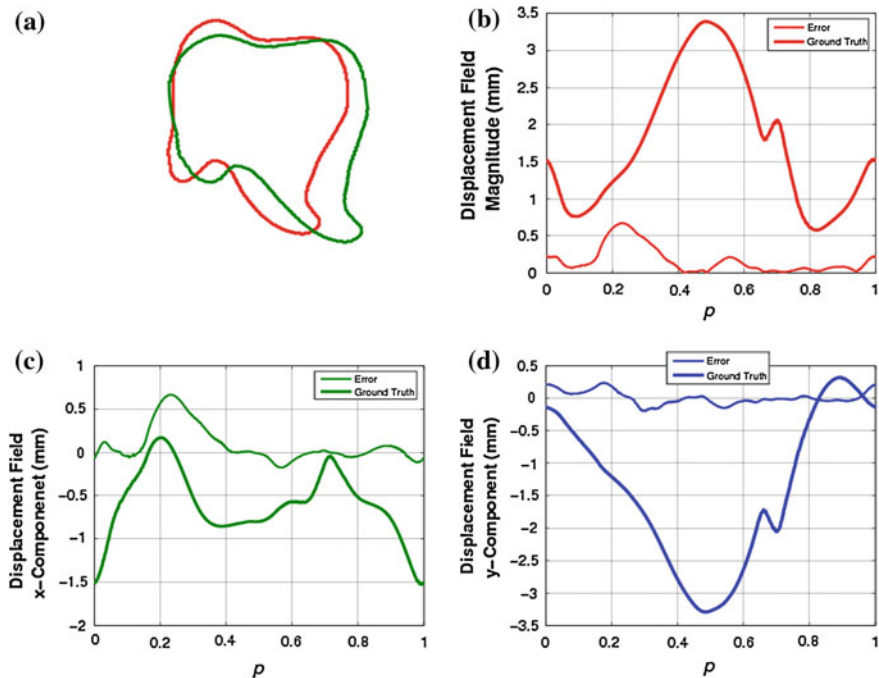 (a)
(b)
Displacement Field
Magnitude (mm)
3.5
3
2.5
2
1.5
1
0.5
0
Error
Ground Truth
0
0.2
0.4
0.6
0.8
1
p
(c)
Displacement Field
x-Componenet (mm)
1
0.5
0
-0.5
-1
-1.5
-2
Error
Ground Truth
0
0.2
0.4
0.6
0.8
1
p
(d)
Displacement Field
y-Component (mm)
0.5
0
-0.5
-1
-1.5
-2
-2.5
-3
-3.5
Error
Ground Truth
0
0.2
0.4
0.6
0.8
1
p